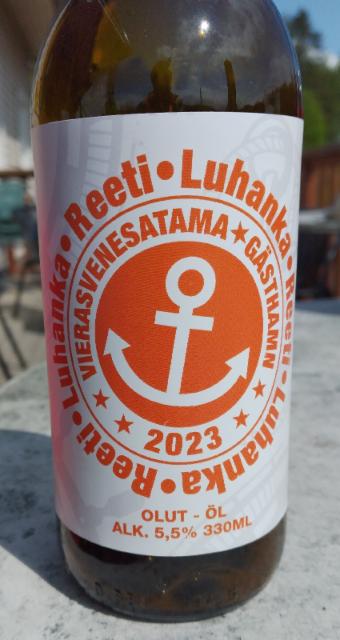 Reeti • Luhanka • Reeti • Luhanka • Reeti • Luhanka •
VIERASVENESATAMA ★ GÄSTHAMN
★ ★ 2023 ★ ★
OLUT - ÖL
ALK. 5,5% 330ML